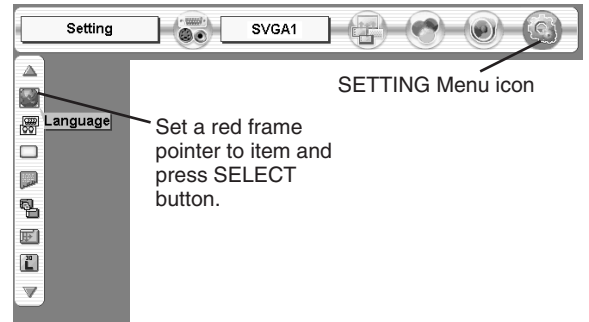 Setting
SVGA1
SETTING Menu icon
Language
Set a red frame
pointer to item and
press SELECT
button.